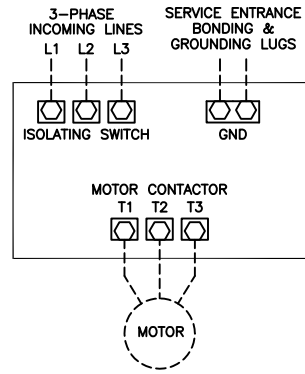 3-PHASE
INCOMING LINES
L1 L2 L3
SERVICE ENTRANCE
BONDING &
GROUNDING LUGS
ISOLATING SWITCH
GND
MOTOR CONTACTOR
T1 T2 T3
MOTOR